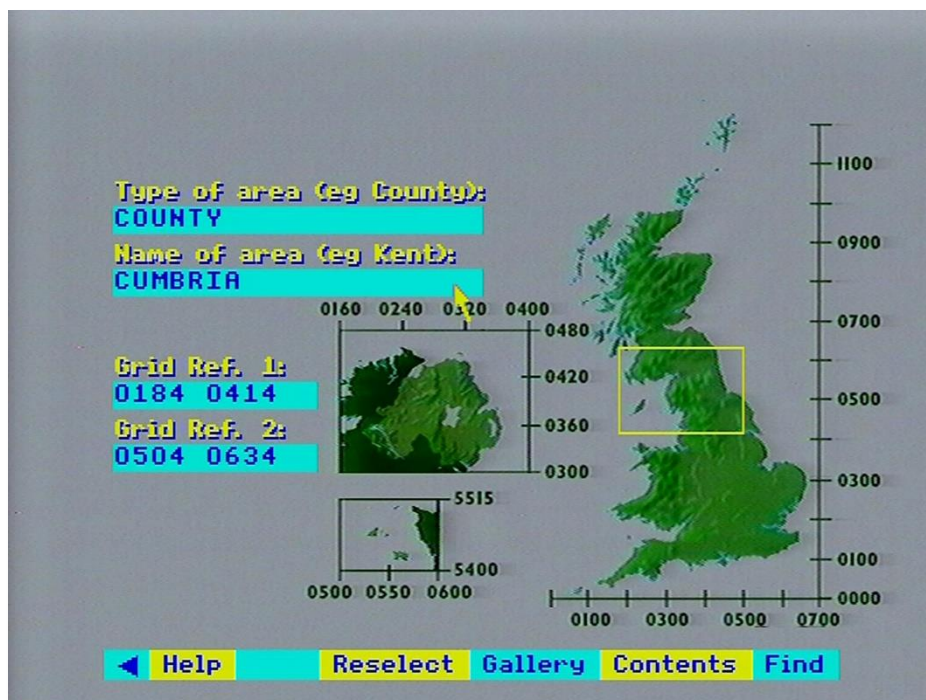 Type of area (eg County):
COUNTY
Name of area (eg Kent):
CUMBRIA
Grid Ref. 1:
0184 0414
Grid Ref. 2:
0504 0634
0160 0240 0320 0400
0480
0420
0360
0300
5515
5400
0500 0550 0600
1100
0900
0700
0500
0300
0100
0000
0100 0300 0500 0700
Help Reselect Gallery Contents Find